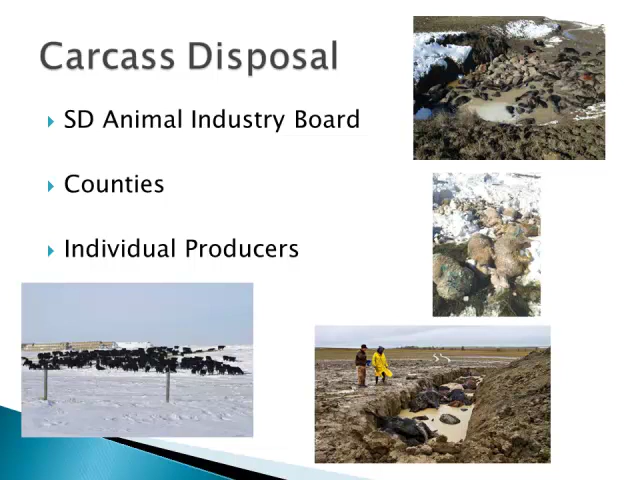 Carcass Disposal
SD Animal Industry Board
Counties
Individual Producers